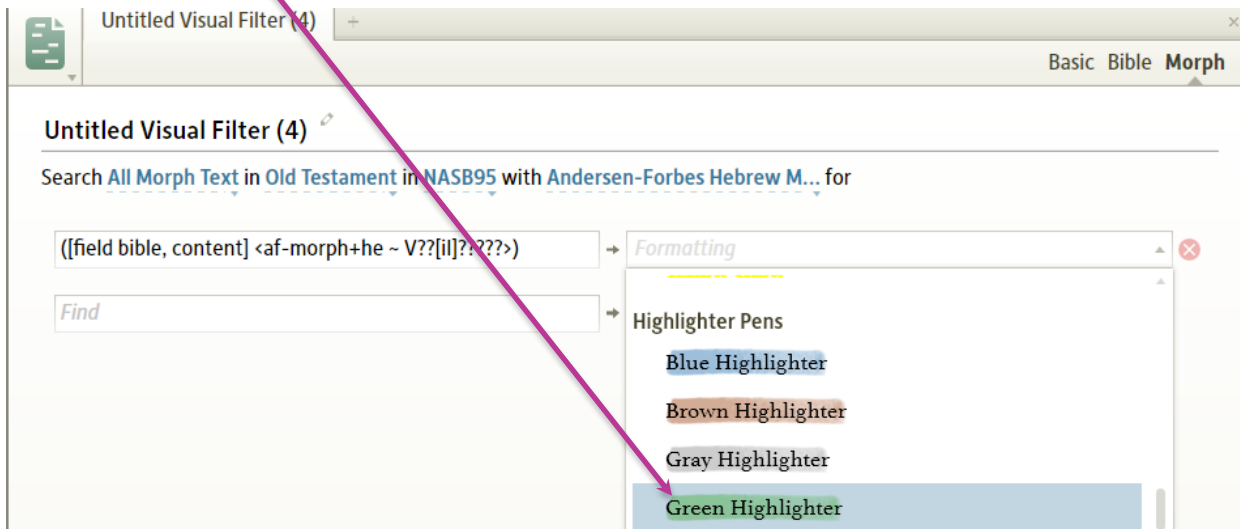 Untitled Visual Filter (4)
Basic Bible Morph
Untitled Visual Filter (4)
Search All Morph Text in Old Testament in NASB95 with Andersen-Forbes Hebrew M... for
([field bible, content] <af-morph+he ~ V??[iI]?????>) Formatting
Find
Highlighter Pens
Blue Highlighter
Brown Highlighter
Gray Highlighter
Green Highlighter